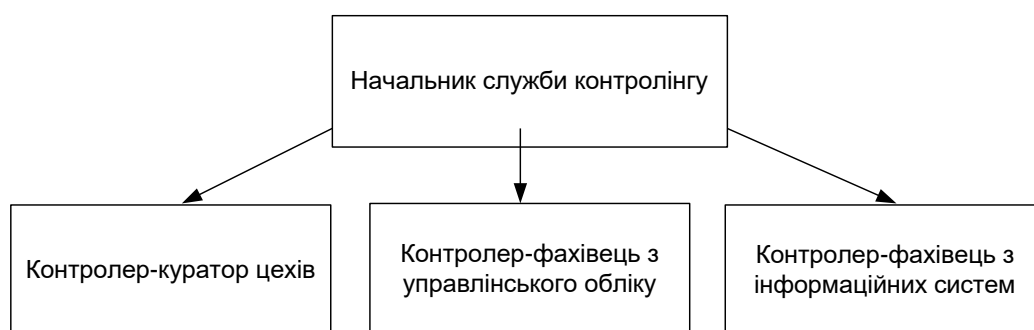 Начальник служби контролінгу
Контролер-куратор цехів
Контролер-фахівець з
управлінського обліку
Контролер-фахівець з
інформаційних систем